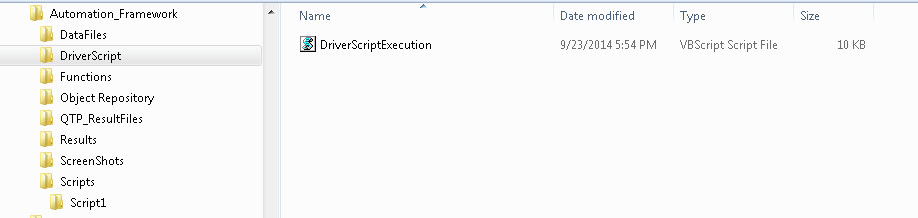 Automation_Framework
DataFiles
DriverScript
Functions
Object Repository
QTP_ResultFiles
Results
ScreenShots
Scripts
Script1
Name Date modified Type Size
DriverScriptExecution 9/23/2014 5:54 PM VBScript Script File 10 KB